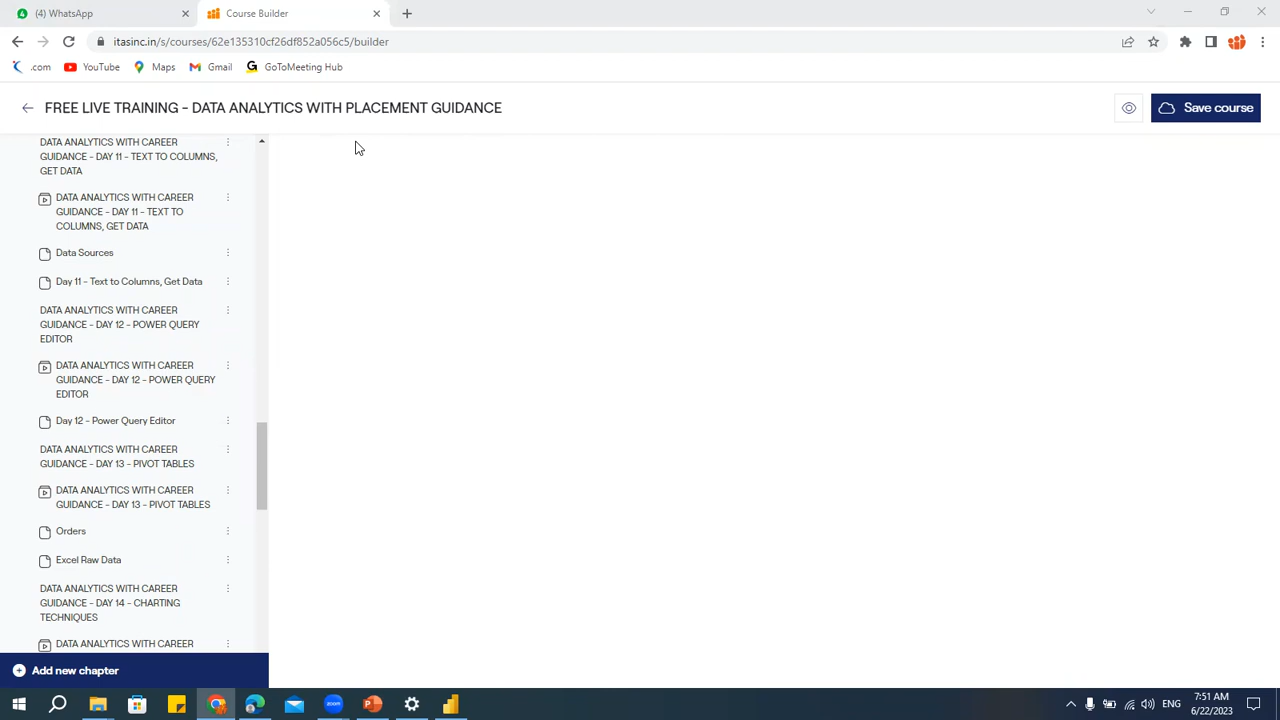 (4) WhatsApp
Course Builder
itasinc.in/s/courses/62e135310cf26df852a056c5/builder
.com
YouTube
Maps
Gmail
GoToMeeting Hub
FREE LIVE TRAINING - DATA ANALYTICS WITH PLACEMENT GUIDANCE
Save course
DATA ANALYTICS WITH CAREER
GUIDANCE - DAY 11 - TEXT TO COLUMNS,
GET DATA
DATA ANALYTICS WITH CAREER
GUIDANCE - DAY 11 - TEXT TO
COLUMNS, GET DATA
Data Sources
Day 11 - Text to Columns, Get Data
DATA ANALYTICS WITH CAREER
GUIDANCE - DAY 12 - POWER QUERY
EDITOR
DATA ANALYTICS WITH CAREER
GUIDANCE - DAY 12 - POWER QUERY
EDITOR
Day 12 - Power Query Editor
DATA ANALYTICS WITH CAREER
GUIDANCE - DAY 13 - PIVOT TABLES
DATA ANALYTICS WITH CAREER
GUIDANCE - DAY 13 - PIVOT TABLES
Orders
Excel Raw Data
DATA ANALYTICS WITH CAREER
GUIDANCE - DAY 14 - CHARTING
TECHNIQUES
DATA ANALYTICS WITH CAREER
Add new chapter
zoom
ENG
7:51 AM
6/22/2023